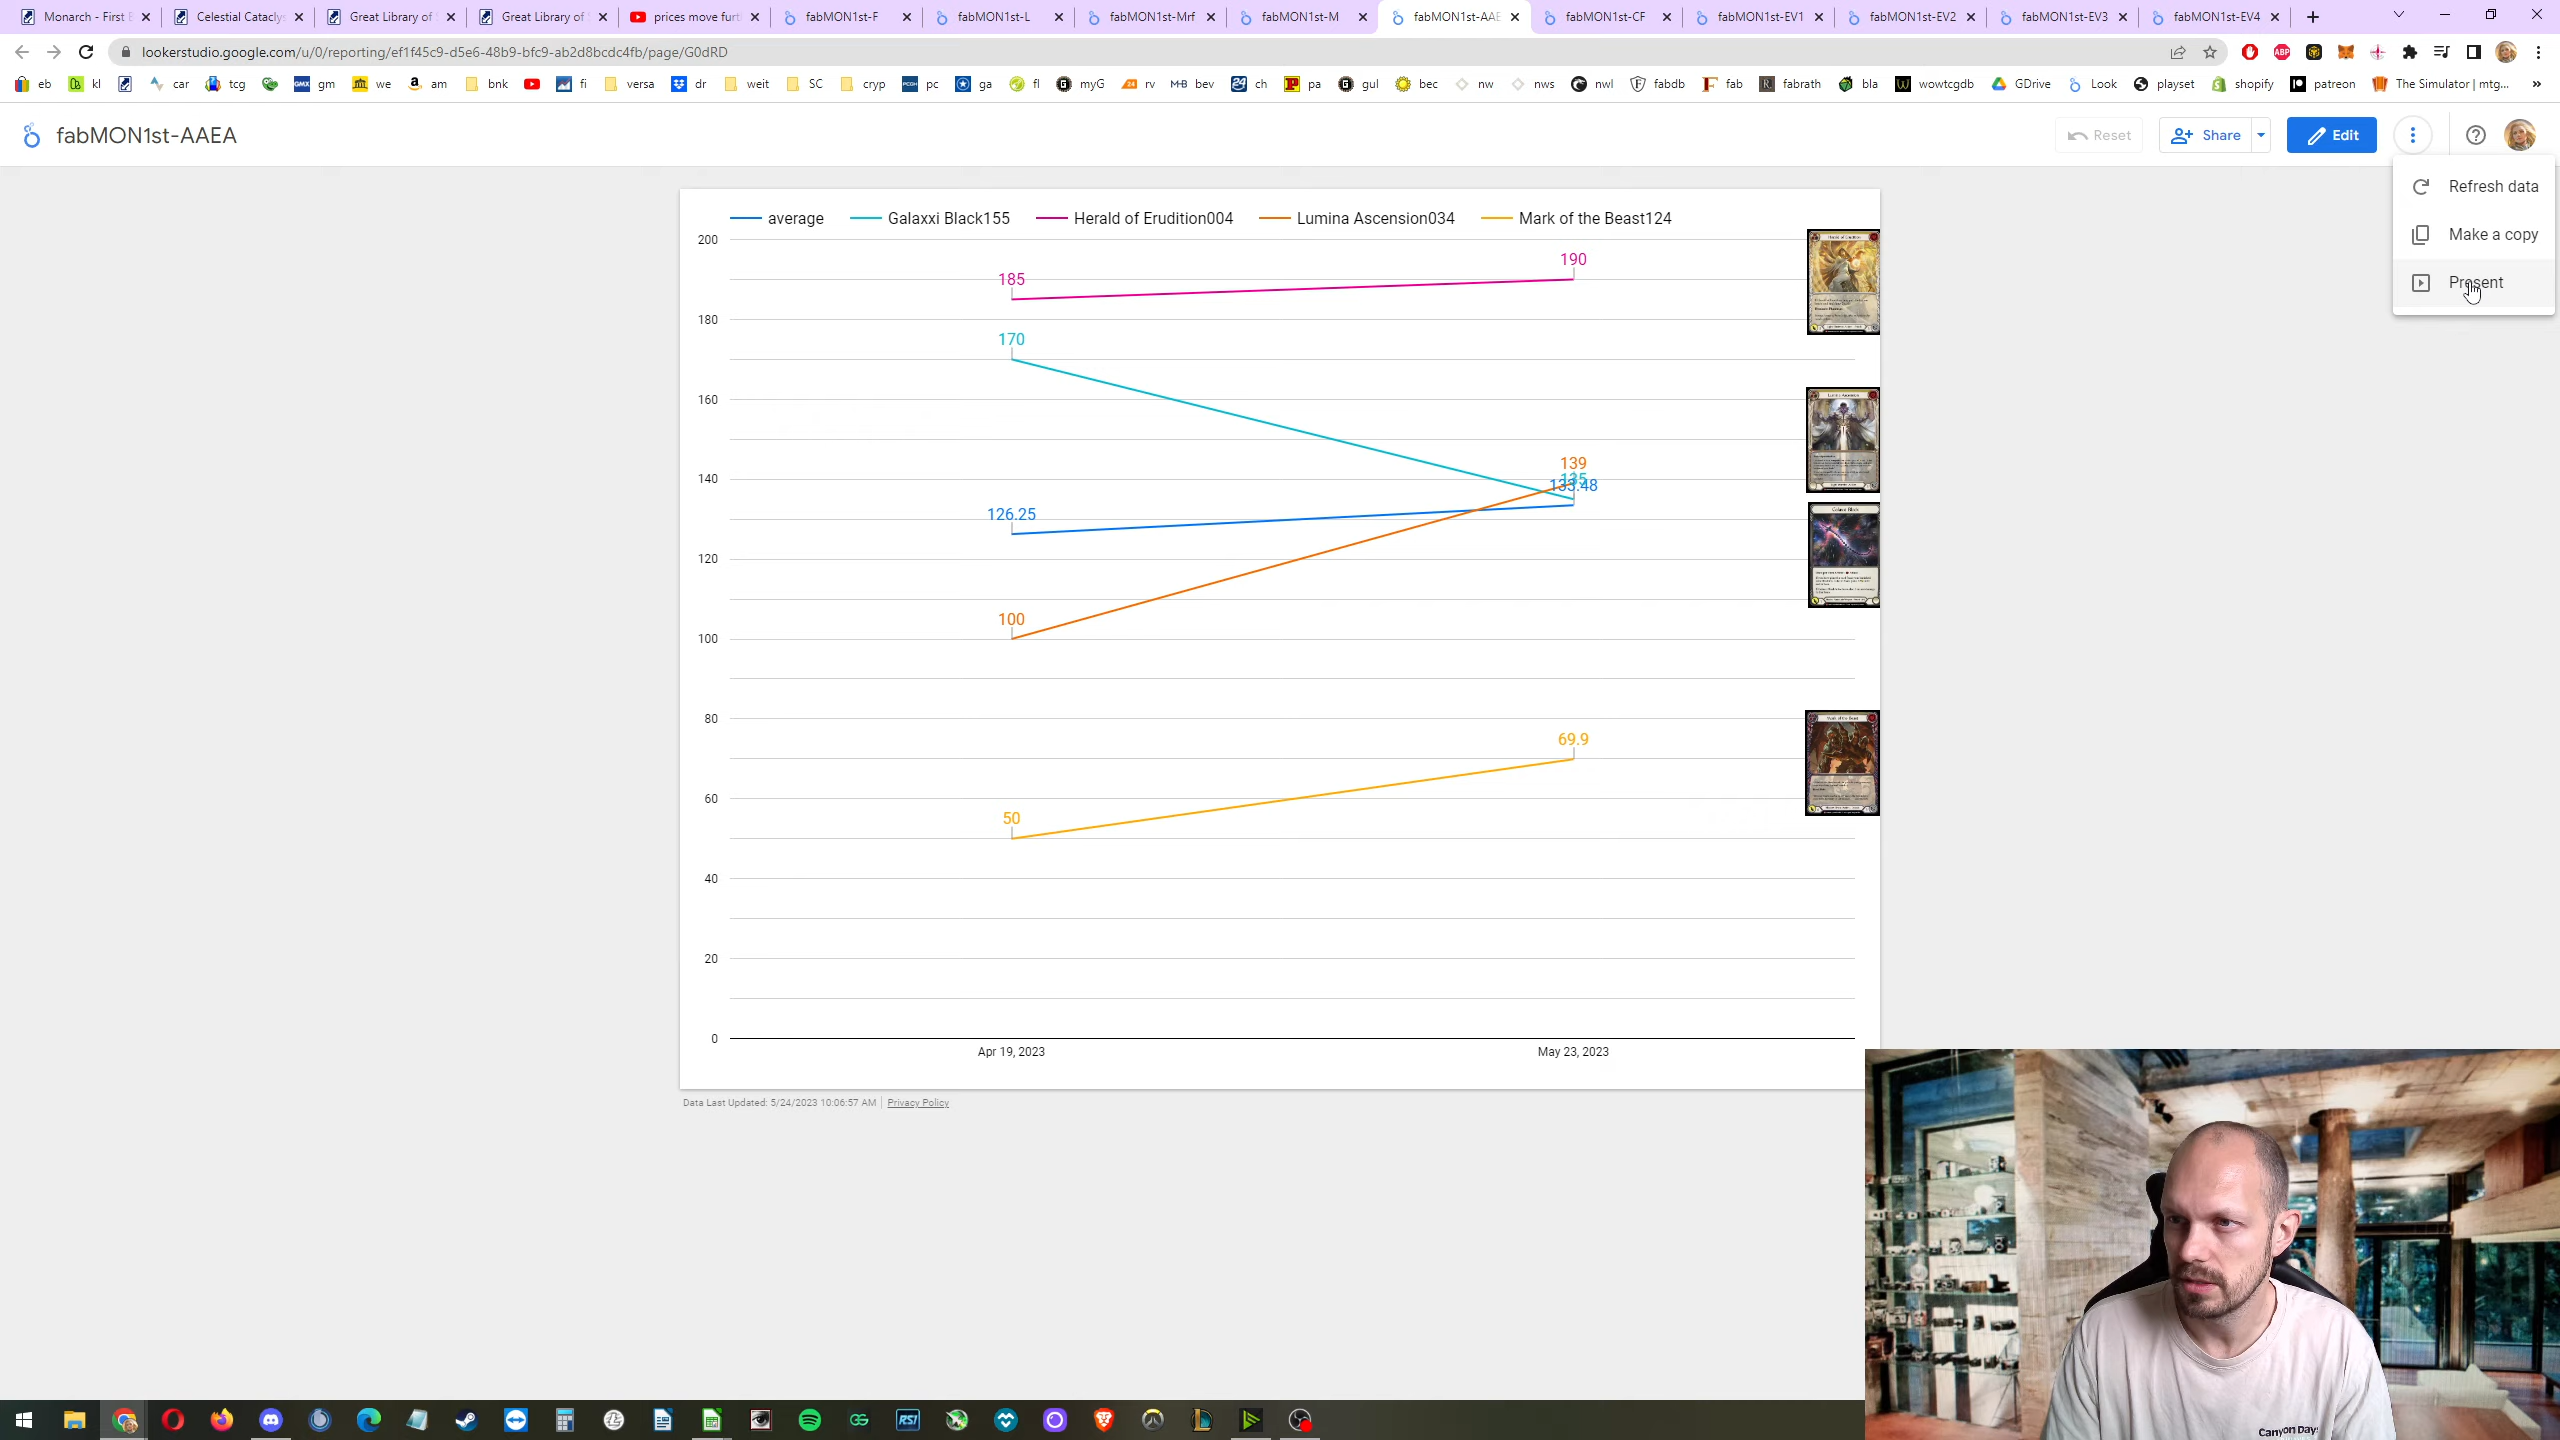 Monarch - First E
Celestial Cataclys
Great Library of
Great Library of
prices move furt
fabMON1st-F
fabMON1st-L
fabMON1st-Mrf
fabMON1st-M
fabMON1st-AAE
fabMON1st-CF
fabMON1st-EV1
fabMON1st-EV2
fabMON1st-EV3
fabMON1st-EV4
lookerstudio.google.com/u/0/reporting/ef1f45c9-d5e6-48b9-bfc9-ab2d8bcdc4fb/page/G0dRD
eb kl car tcg gm we am bnk fi versa dr weit SC cryp pc ga fl myG rv bev ch pa gul bec nw nws nwl fabdb fab fabrath bla wowtcgdb GDrive Look playset shopify patreon The Simulator | mtg... »
fabMON1st-AAEA
Reset
Share
Edit
Refresh data
Make a copy
Present
average Galaxxi Black155 Herald of Erudition004 Lumina Ascension034 Mark of the Beast124
200
190
185
180
170
160
139
135
133.48
140
126.25
120
100
100
80
69.9
60
50
40
20
0
Apr 19, 2023 May 23, 2023
Data Last Updated: 5/24/2023 10:06:57 AM Privacy Policy
Canyon Day